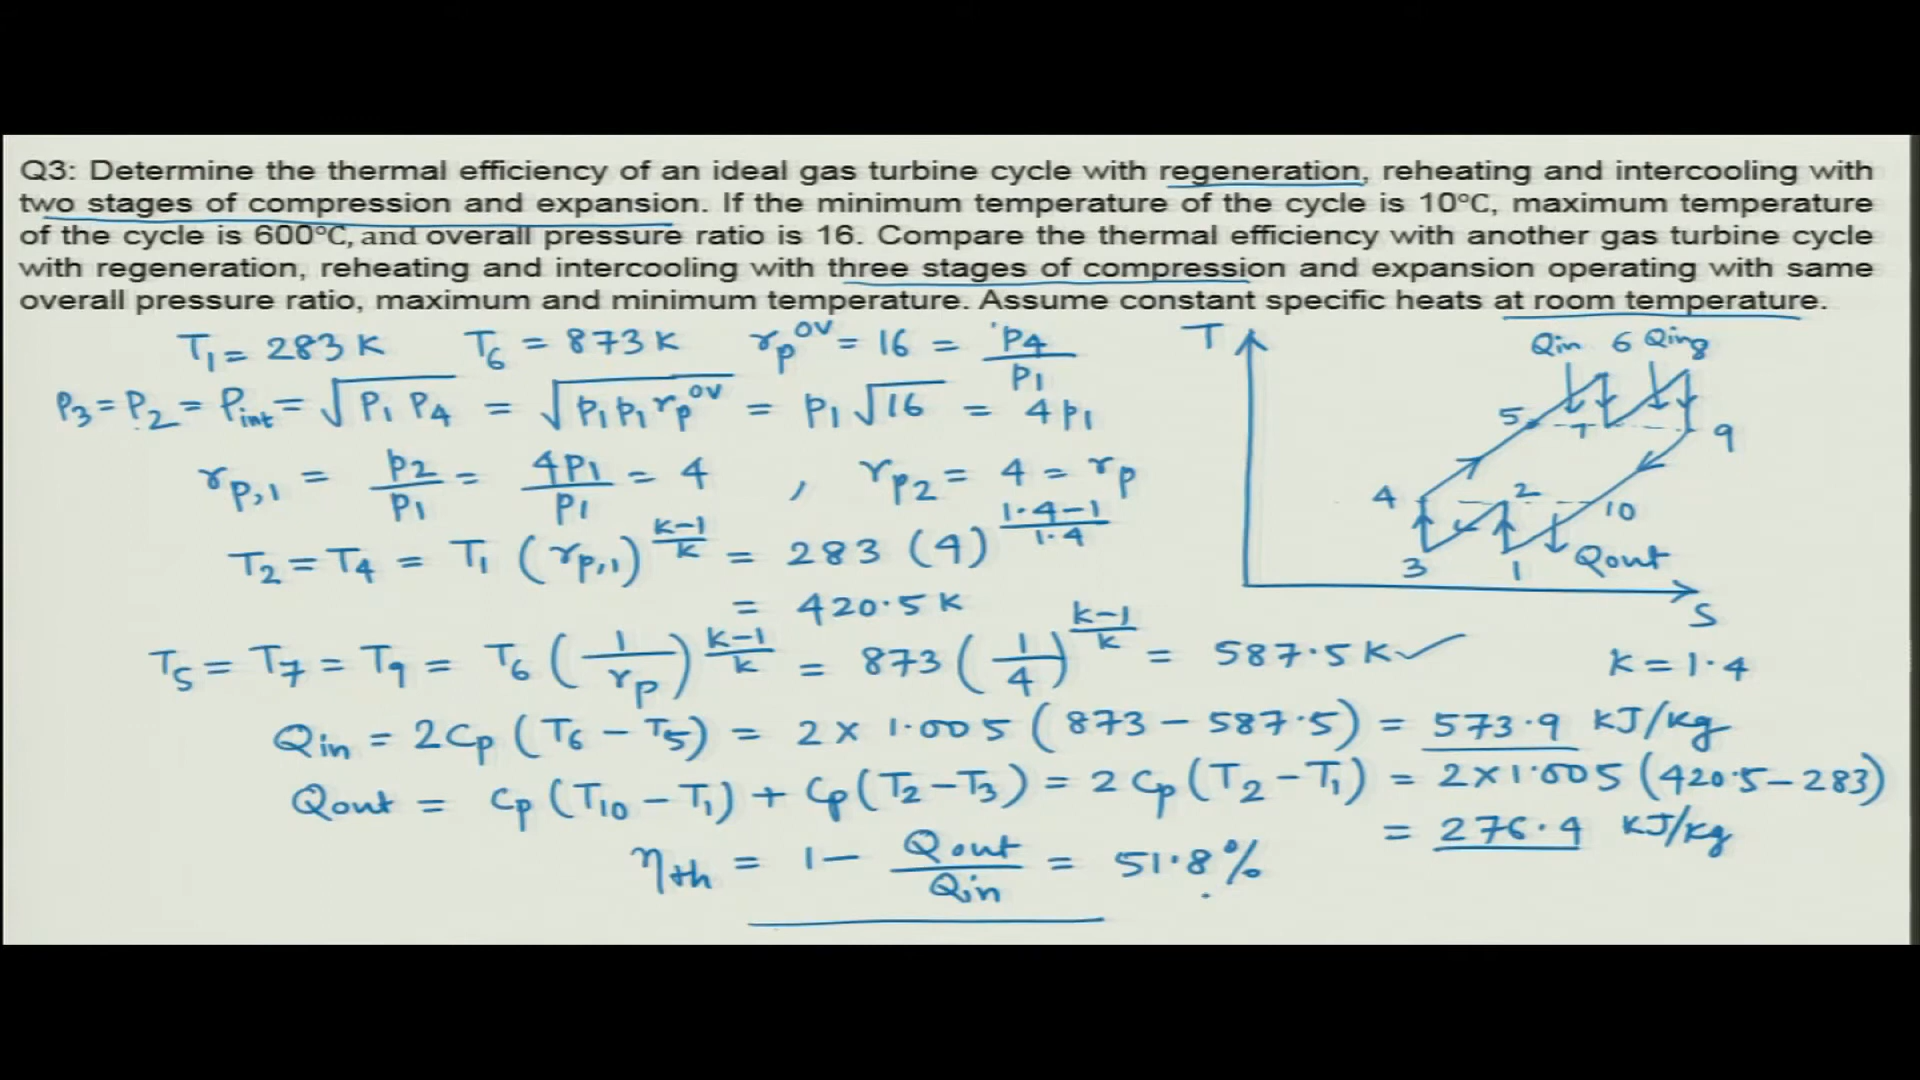 Q3: Determine the thermal efficiency of an ideal gas turbine cycle with regeneration, reheating and intercooling with
two stages of compression and expansion. If the minimum temperature of the cycle is 10°C, maximum temperature
of the cycle is 600°C, and overall pressure ratio is 16. Compare the thermal efficiency with another gas turbine cycle
with regeneration, reheating and intercooling with three stages of compression and expansion operating with same
overall pressure ratio, maximum and minimum temperature. Assume constant specific heats at room temperature.
T₁ = 283 K T₆ = 873 K rp^ov = 16 = P₄/P₁
P₃ = P₂ = Pint = √(P₁ P₄) = √(P₁ P₁ rp^ov) = P₁ √16 = 4P₁
rp,1 = P₂/P₁ = 4P₁/P₁ = 4 , rp₂ = 4 = rp
T₂ = T₄ = T₁ (rp,1)^(k-1/k) = 283 (4)^(1.4-1/1.4)
= 420.5 K
T₅ = T₇ = T₉ = T₆ (1/rp)^(k-1/k) = 873 (1/4)^(k-1/k) = 587.5 K ✓
Qin = 2Cp (T₆ - T₅) = 2 × 1.005 (873 - 587.5) = 573.9 KJ/Kg
Qout = Cp (T₁₀ - T₁) + Cp (T₂ - T₃) = 2 Cp (T₂ - T₁) = 2×1.005 (420.5 - 283)
= 276.4 KJ/Kg
ηth = 1 - Qout/Qin = 51.8%
T
Qin 6 Qin 8
5 7 9
4 2 10
3 1 Qout
S
K = 1.4